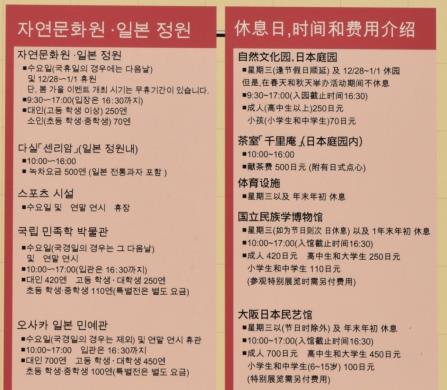 자연문화원·일본 정원
자연문화원·일본 정원
■수요일(국휴일의 경우에는 다음날)
및 12/28~1/1 휴원
단, 봄 가을 이벤트 개최 시기는 무휴기간이 있습니다.
■9:30―17:00(입장은 16:30까지)
■대인(고등 학생 이상) 250엔
소인(초등 학생·중학생) 70엔
다실「센리암」(일본 정원내)
■10:00―16:00
■녹차요금 500엔 (일본 전통과자 포함)
스포츠 시설
■수요일 및 연말 연시 휴장
국립 민족학 박물관
■수요일(국경일의 경우는 그 다음날)
및 연말 연시
■10:00―17:00(입관은 16:30까지)
■대인 420엔 고등 학생·대학생 250엔
초등 학생·중학생 110엔(특별전은 별도 요금)
오사카 일본 민예관
■수요일(국경일의 경우는 제외) 및 연말 연시 휴관
■10:00~17:00 입관은 16:30까지
■대인 700엔 고등 학생·대학생 450엔
초등 학생·중학생 100엔(특별전은 별도 요금)
休息日,时间和费用介绍
自然文化园,日本庭园
■星期三(逢节假日顺延) 及 12/28~1/1 休园
但是,在春天和秋天举办活动期间不休息
■9:30~17:00(入园截止时间16:30)
■成人(高中生以上)250日元
小孩(小学生和中学生)70日元
茶室「千里庵」(日本庭园内)
■10:00~16:00
■献茶费 500日元 (附有日式点心)
体育设施
■星期三以及 年末年初 休息
国立民族学博物馆
■星期三(如为节日则次日休息) 以及 1年末年初 休息
■10:00~17:00(入馆截止时间16:30)
■成人 420日元 高中生和大学生 250日元
小学生和中学生 110日元
(参观特别展览时需另付费用)
大阪日本民艺馆
■星期三以(节日时除外) 及 年末年初 休息
■10:00~17:00(入馆截止时间16:30)
■成人 700日元 高中生和大学生 450日元
小学生和中学生(6~15岁) 100日元
(特别展览需另付费用)